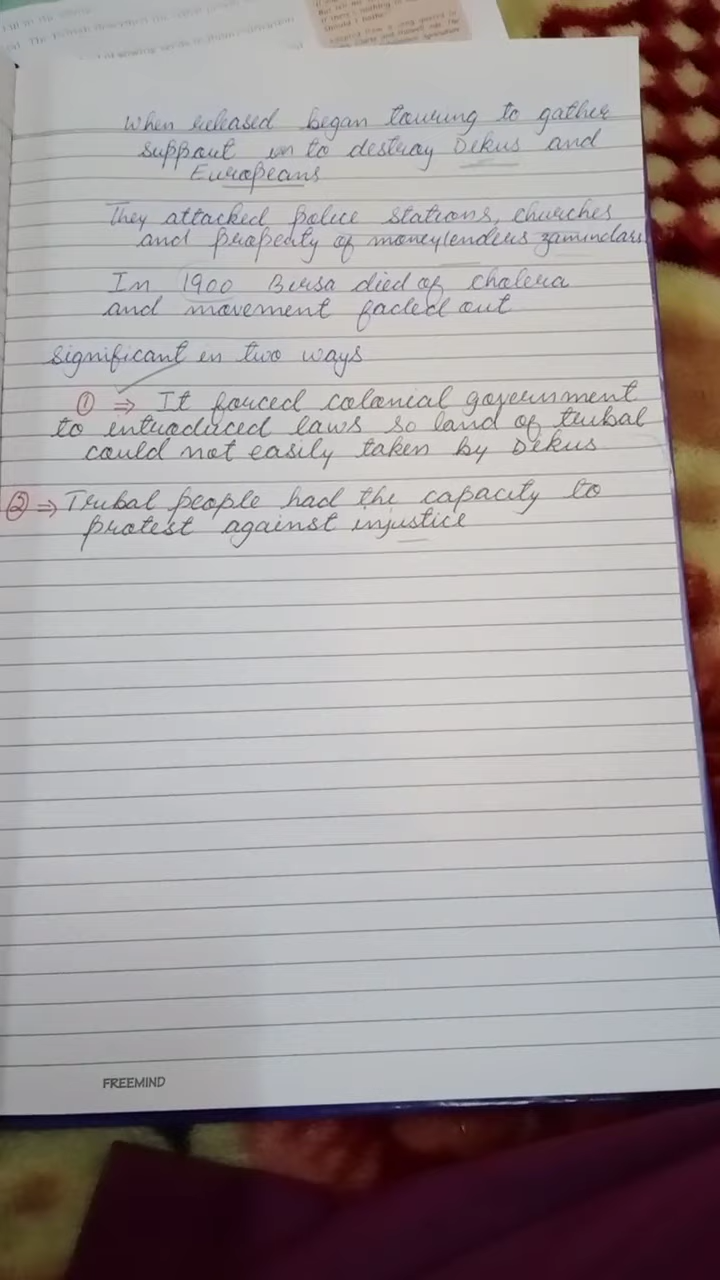 But
Should I bathe
When released began touring to gather
support on to destroy Dikus and
Europeans
They attacked police stations, churches
and property of moneylenders zamindars
In 1900 Birsa died of cholera
and movement faded out
significant in two ways
① ⇒ It forced colonial government
to introduced laws so land of tribal
could not easily taken by Dikus
② ⇒ Tribal people had the capacity to
protest against injustice
FREEMIND